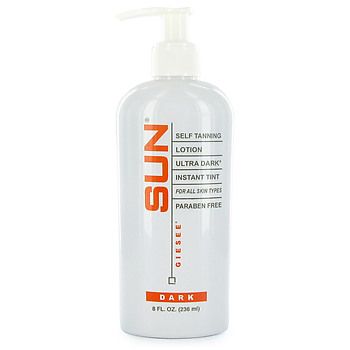 SUN®
GIESEE®
SELF TANNING
LOTION
ULTRA DARK*
INSTANT TINT
FOR ALL SKIN TYPES
PARABEN FREE
DARK
8 FL. OZ. (236 ml)